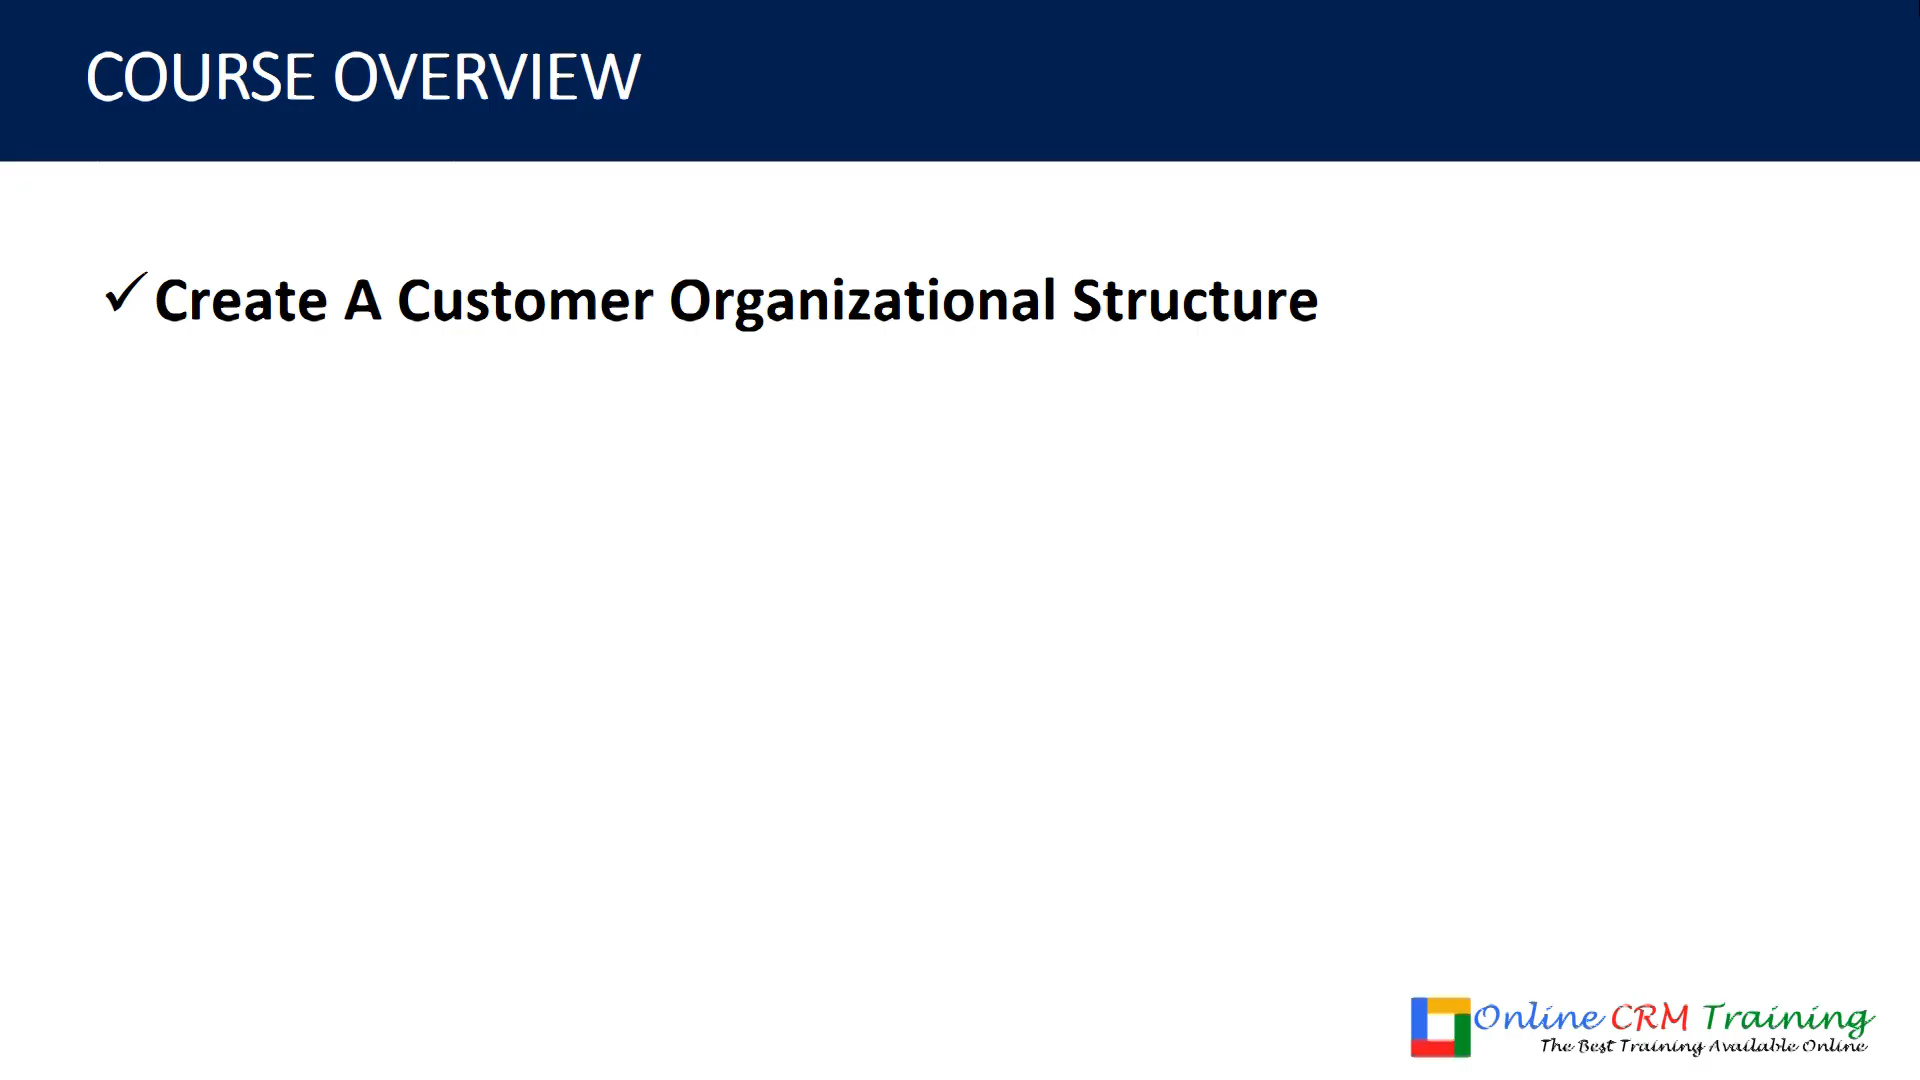 COURSE OVERVIEW
✓ Create A Customer Organizational Structure
Online CRM Training
The Best Training Available Online